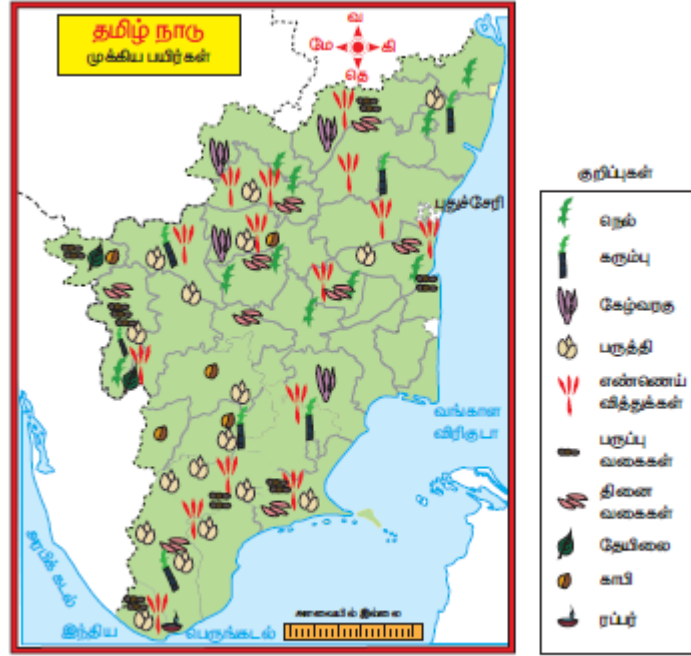 தமிழ் நாடு
முக்கிய பயிர்கள்
வ
மே
கி
தெ
புதுச்சேரி
வங்காள
விரிகுடா
அரபிக் கடல்
இந்திய
பெருங்கடல்
அளவையில் இல்லை
குறிப்புகள்
நெல்
கரும்பு
கேழ்வரகு
பருத்தி
எண்ணெய்
வித்துக்கள்
பருப்பு
வகைகள்
தினை
வகைகள்
தேயிலை
காபி
ரப்பர்